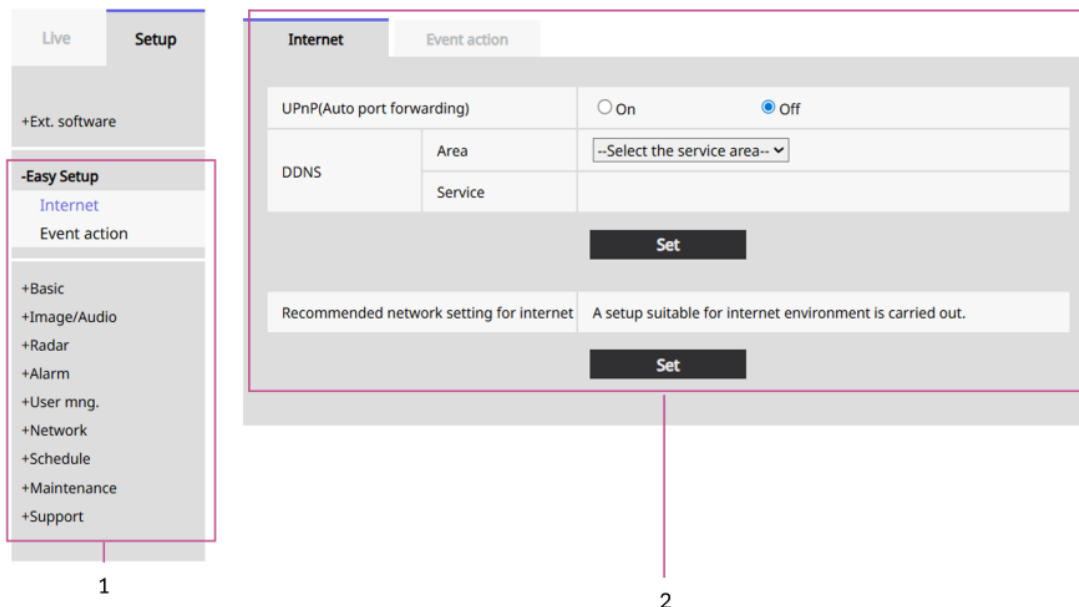 Live
Setup
+Ext. software
-Easy Setup
Internet
Event action
+Basic
+Image/Audio
+Radar
+Alarm
+User mng.
+Network
+Schedule
+Maintenance
+Support
1
Internet
Event action
UPnP(Auto port forwarding)
On
Off
DDNS
Area
--Select the service area--
Service
Set
Recommended network setting for internet
A setup suitable for internet environment is carried out.
Set
2